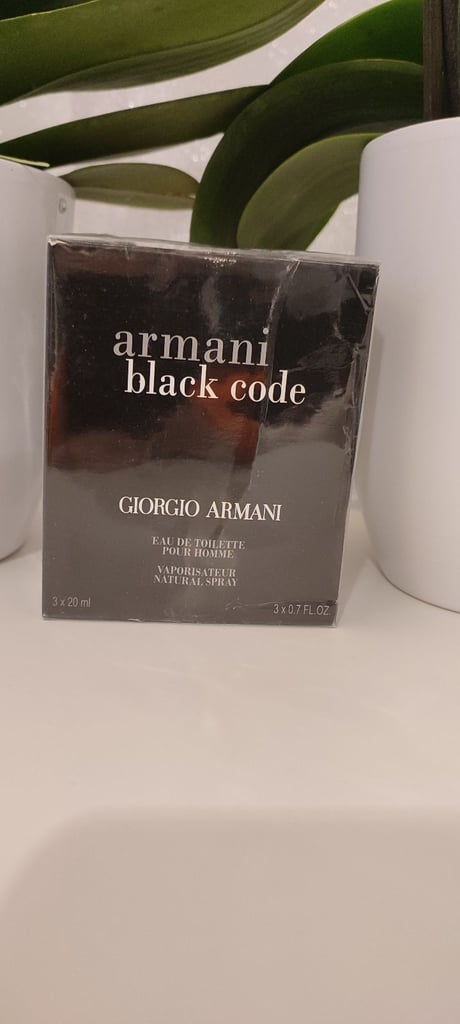 armani
black code
GIORGIO ARMANI
EAU DE TOILETTE
POUR HOMME
VAPORISATEUR
NATURAL SPRAY
3 x 20 ml
3 x 0.7 FL.OZ.